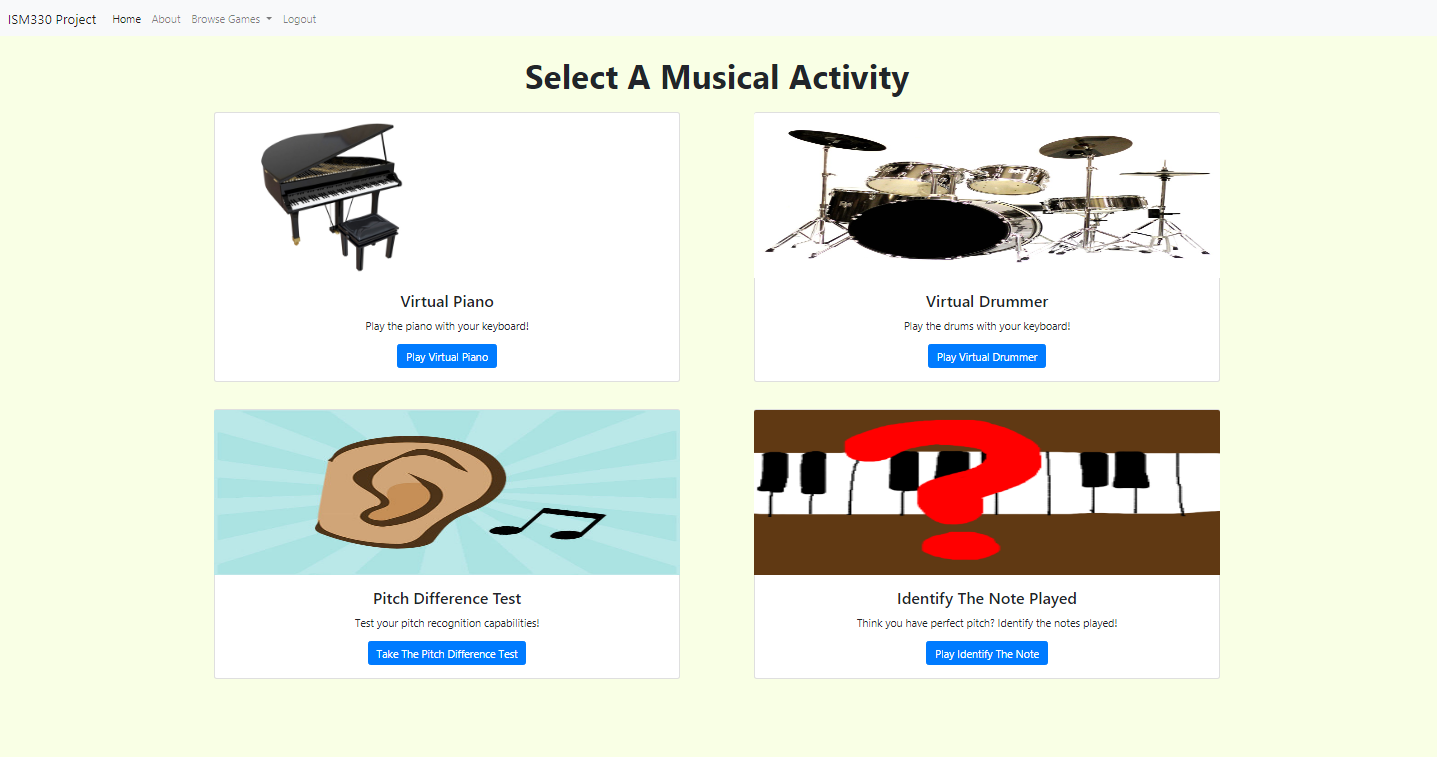 ISM330 Project Home About Browse Games Logout
Select A Musical Activity
Virtual Piano
Play the piano with your keyboard!
Play Virtual Piano
Virtual Drummer
Play the drums with your keyboard!
Play Virtual Drummer
Pitch Difference Test
Test your pitch recognition capabilities!
Take The Pitch Difference Test
Identify The Note Played
Think you have perfect pitch? Identify the notes played!
Play Identify The Note